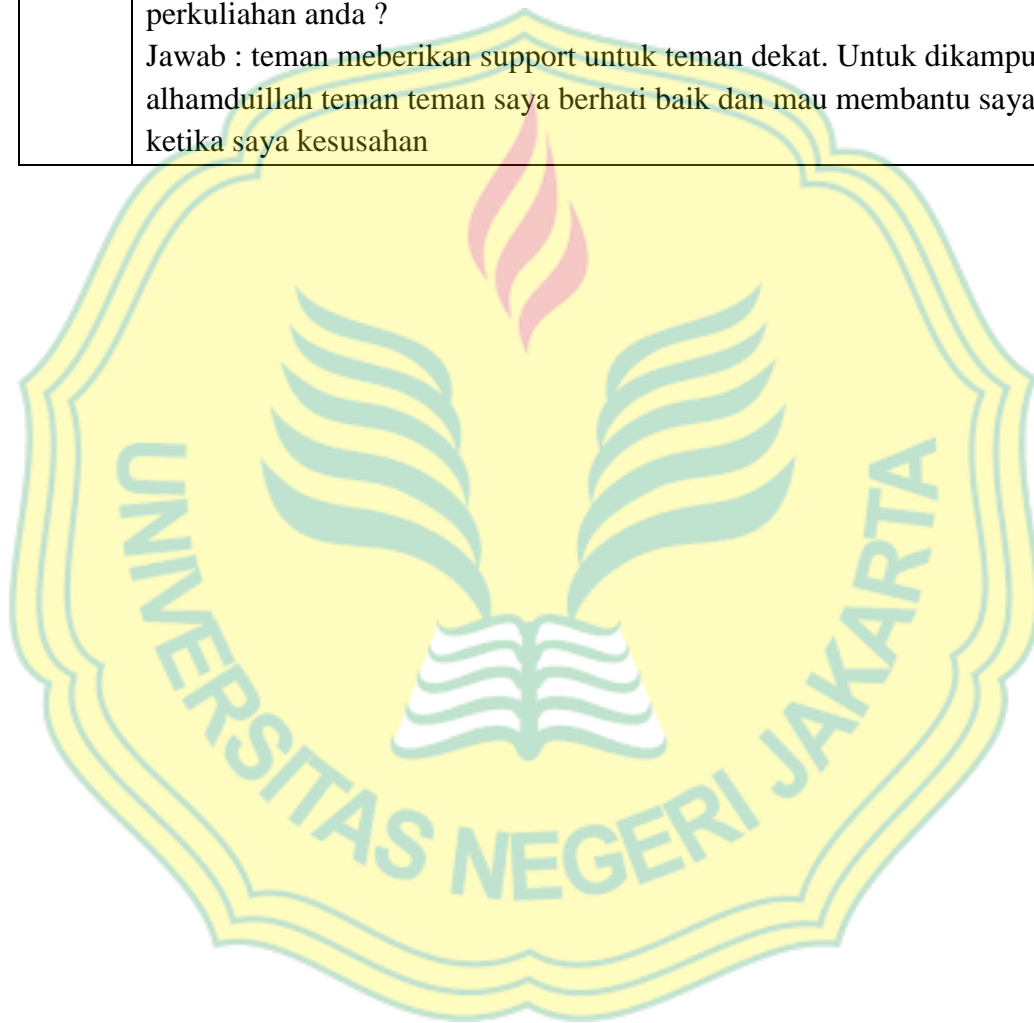 perkuliahan anda ?
Jawab : teman meberikan support untuk teman dekat. Untuk dikampu
alhamduillah teman teman saya berhati baik dan mau membantu saya
ketika saya kesusahan
UNIVERSITAS NEGERI JAKARTA